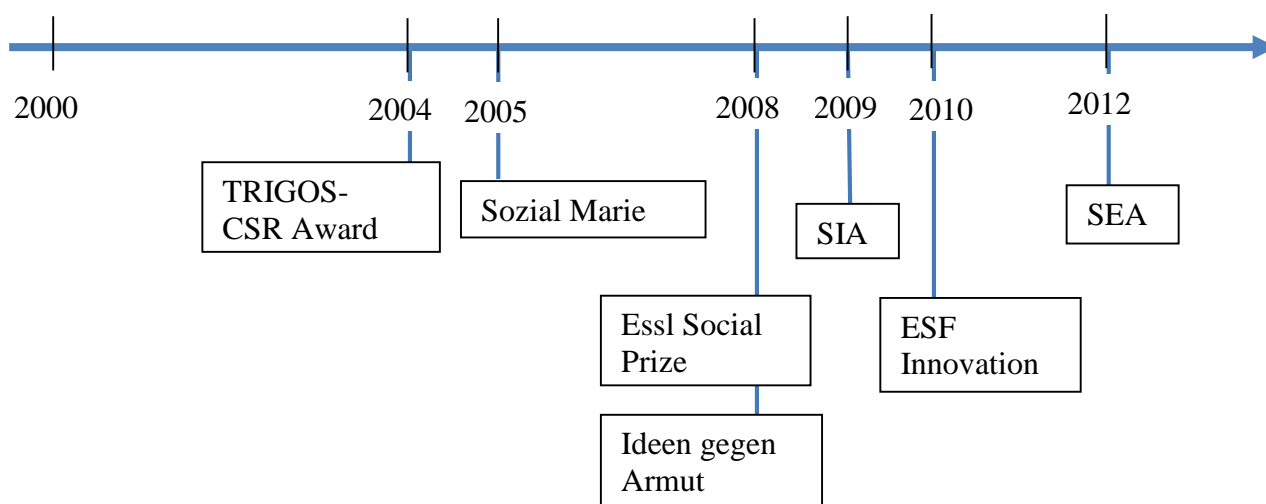 2000
2004
2005
2008
2009
2010
2012
TRIGOS-
CSR Award
Sozial Marie
SIA
SEA
Essl Social
Prize
ESF
Innovation
Ideen gegen
Armut